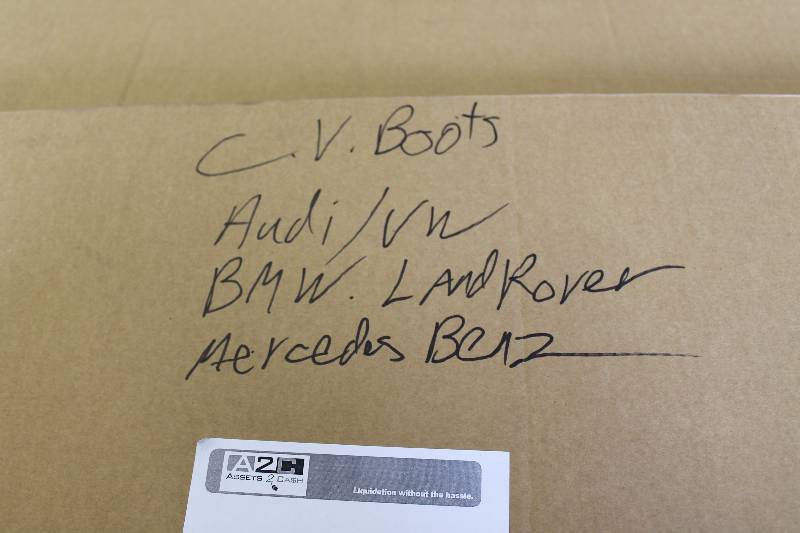 C.V. Boots
Audi/VW
BMW. LandRover
Mercedes Benz
A2C
ASSETS 2 CASH
Liquidation without the hassle.